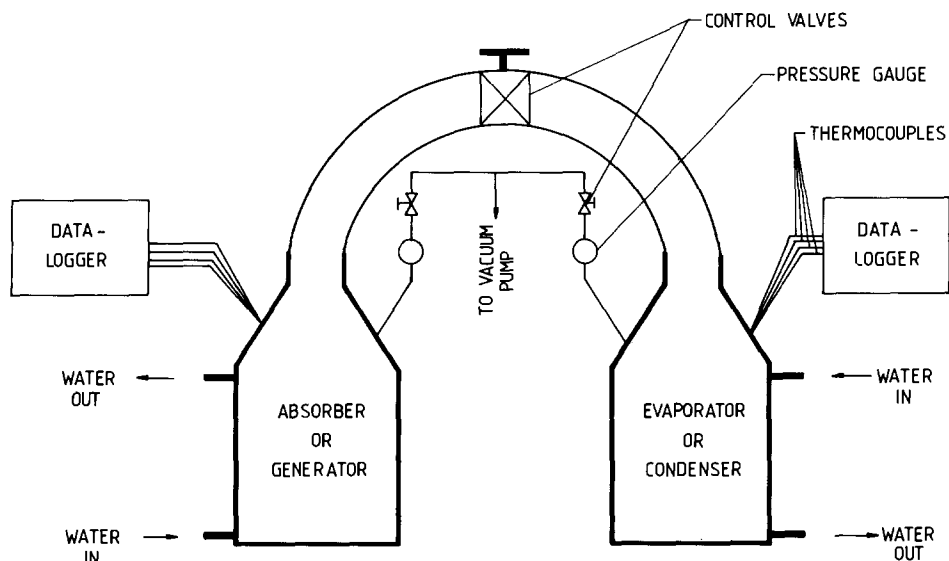 CONTROL VALVES
PRESSURE GAUGE
THERMOCOUPLES
DATA -
LOGGER
DATA -
LOGGER
TO VACUUM
PUMP
WATER
OUT
WATER
IN
ABSORBER
OR
GENERATOR
EVAPORATOR
OR
CONDENSER
WATER
IN
WATER
OUT